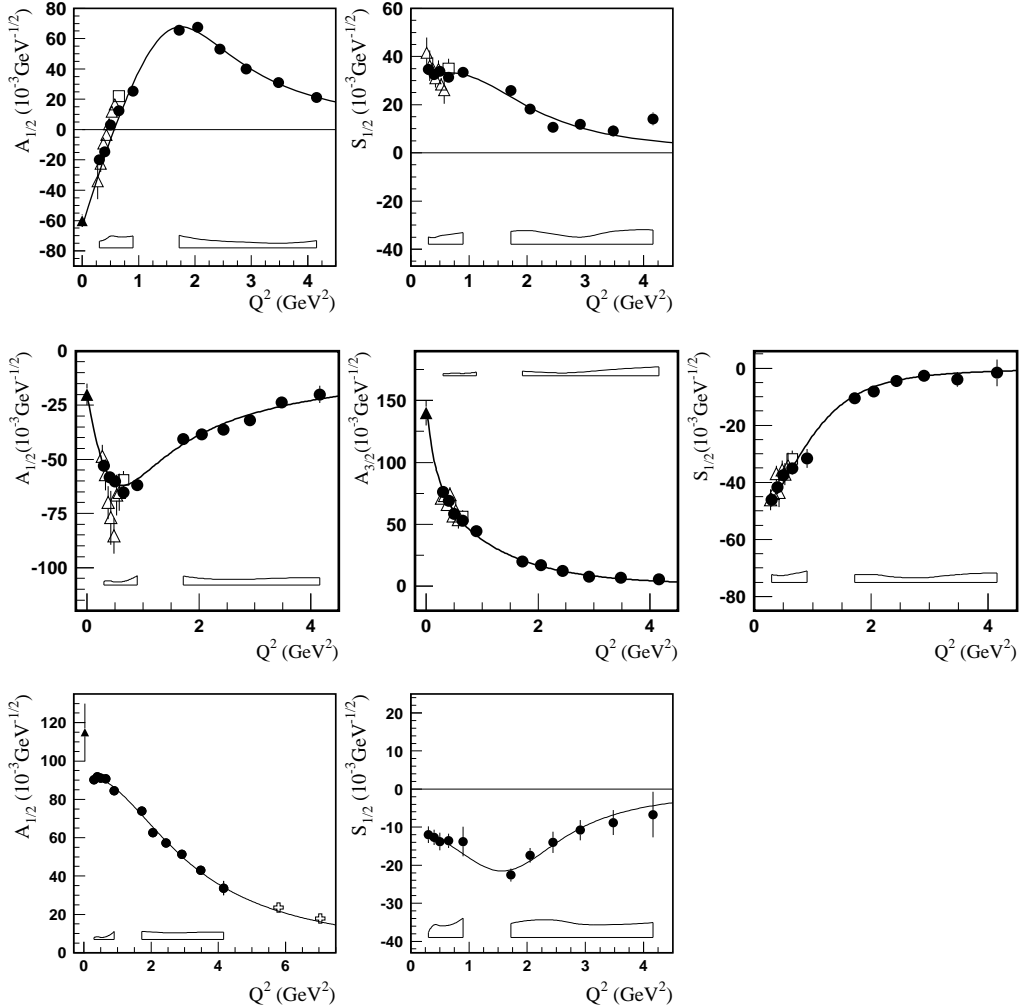 A1/2 (10-3GeV-1/2)
80
60
40
20
0
-20
-40
-60
-80
0 1 2 3 4
Q2 (GeV2)
S1/2 (10-3GeV-1/2)
60
40
20
0
-20
-40
0 1 2 3 4
Q2 (GeV2)
A1/2(10-3GeV-1/2)
0
-25
-50
-75
-100
0 2 4
Q2 (GeV2)
A3/2 (10-3GeV-1/2)
150
100
50
0
0 2 4
Q2 (GeV2)
S1/2(10-3GeV-1/2)
0
-20
-40
-60
-80
0 2 4
Q2 (GeV2)
A1/2 (10-3GeV-1/2)
120
100
80
60
40
20
0
0 2 4 6
Q2 (GeV2)
S1/2 (10-3GeV-1/2)
20
10
0
-10
-20
-30
-40
0 1 2 3 4
Q2 (GeV2)